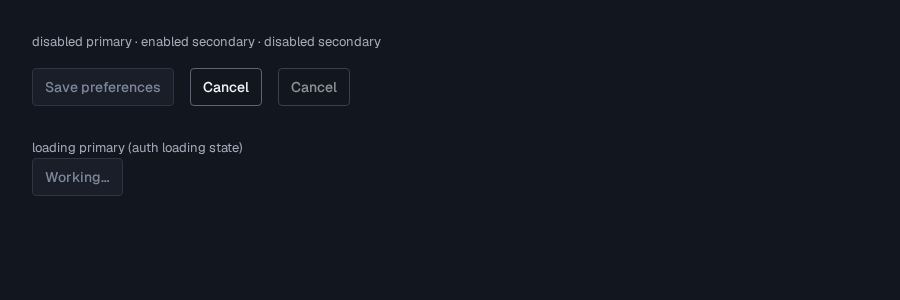 disabled primary · enabled secondary · disabled secondary
Save preferences Cancel Cancel
loading primary (auth loading state)
Working…